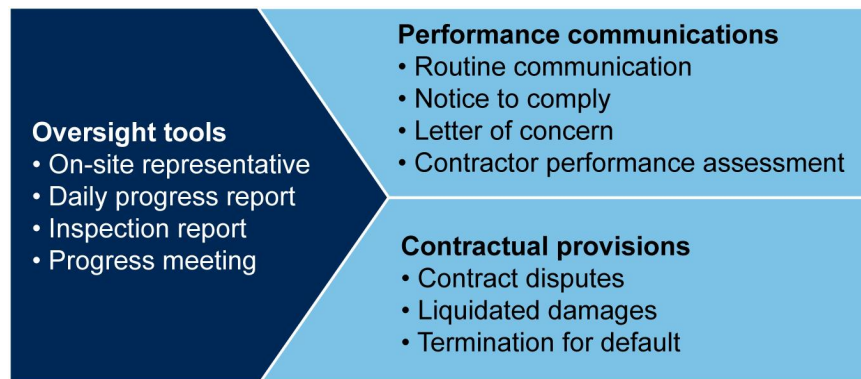 Oversight tools
• On-site representative
• Daily progress report
• Inspection report
• Progress meeting
Performance communications
• Routine communication
• Notice to comply
• Letter of concern
• Contractor performance assessment
Contractual provisions
• Contract disputes
• Liquidated damages
• Termination for default